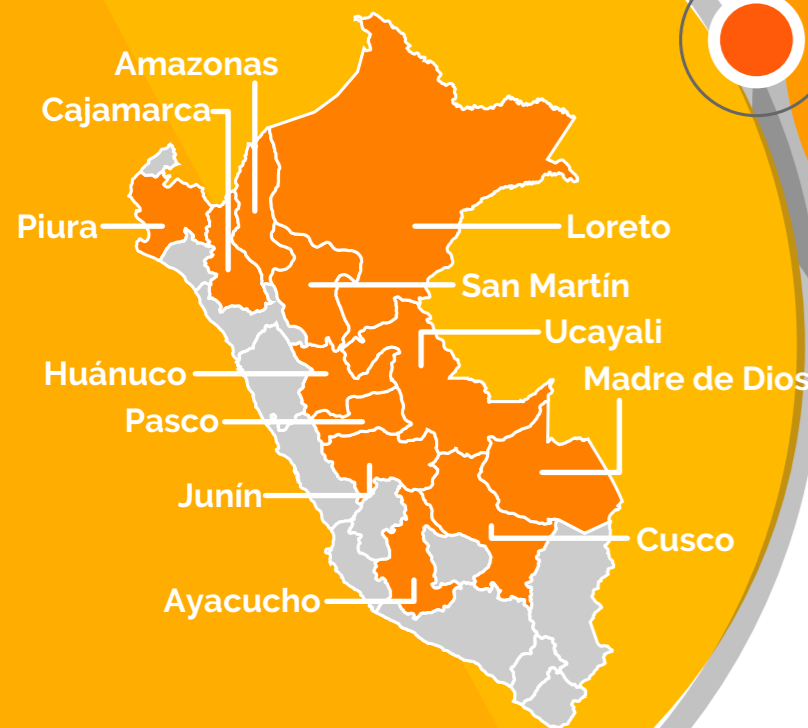 Amazonas
Cajamarca
Piura
Loreto
San Martín
Ucayali
Huánuco
Madre de Dios
Pasco
Junín
Cusco
Ayacucho